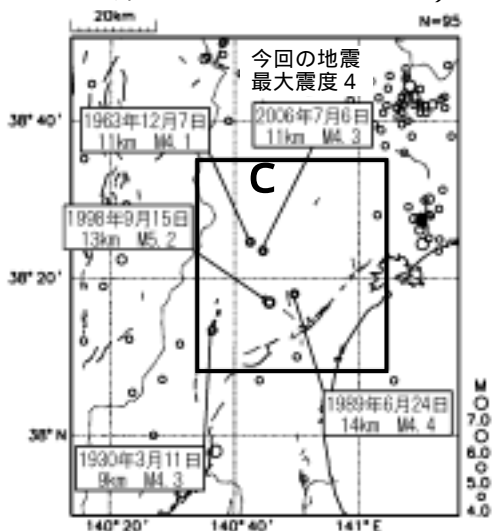 20km
N=95
今回の地震
最大震度4
38°40'
1963年12月7日
11km M4.1
2006年7月6日
11km M4.3
C
1998年9月15日
13km M5.2
38°20'
1989年6月24日
14km M4.4
38°N
1930年3月11日
9km M4.3
M
7.0
6.0
5.0
4.0
140°20'
140°40'
141°E